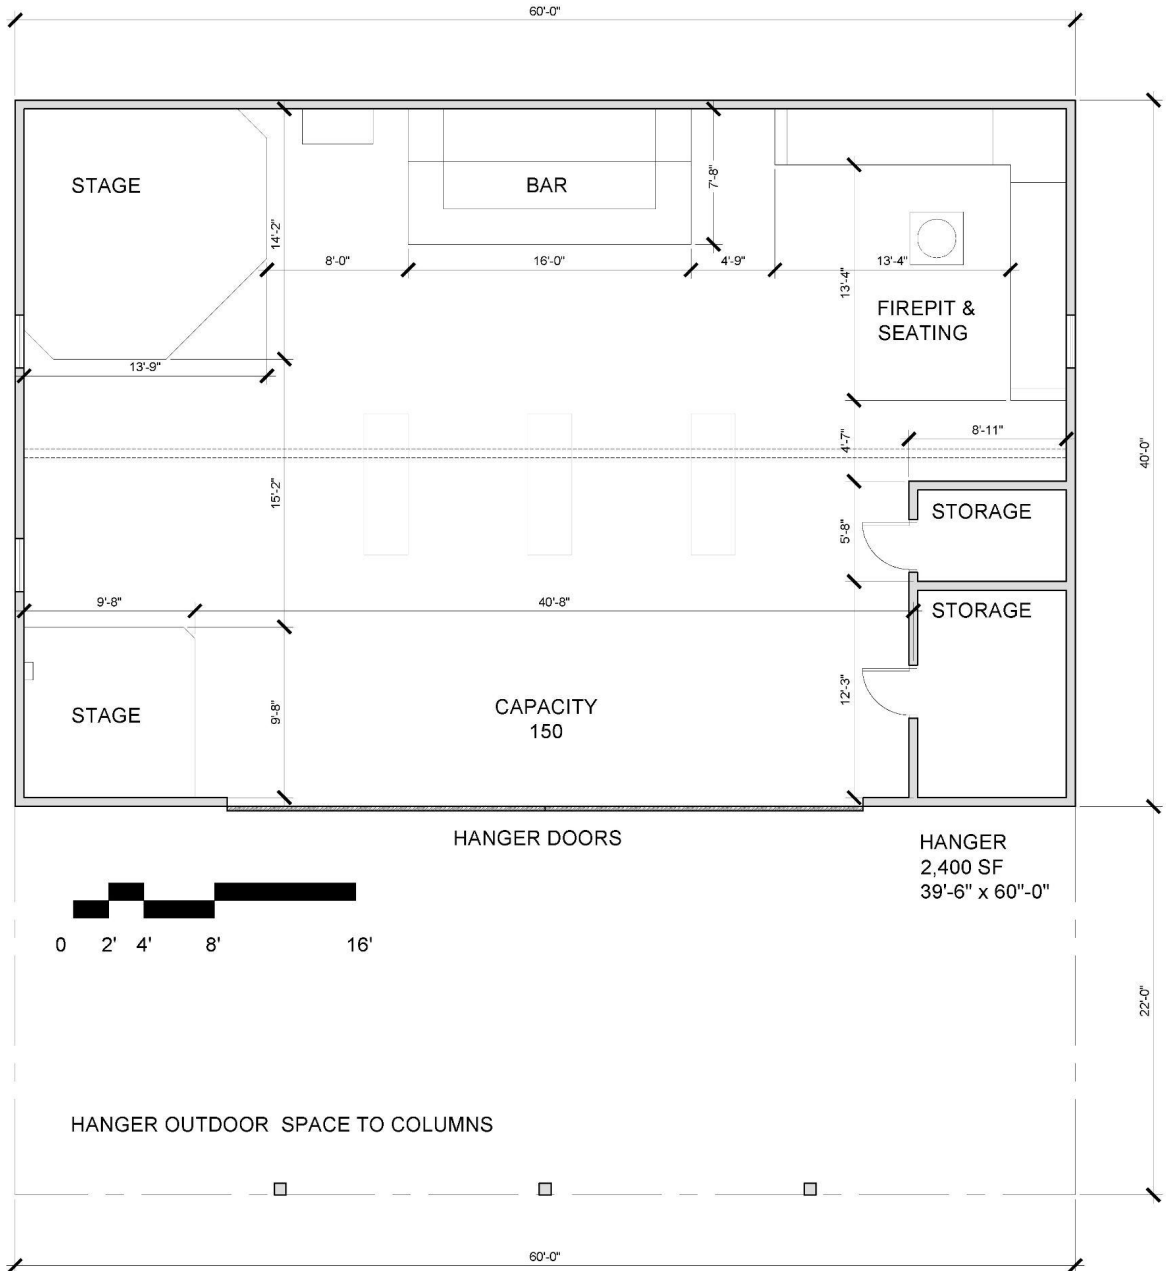 60'-0"
STAGE
BAR
7'-8"
14'-2"
8'-0"
16'-0"
4'-9"
13'-4"
13'-4"
FIREPIT &
SEATING
13'-9"
8'-11"
4'-7"
40'-0"
15'-2"
STORAGE
5'-8"
9'-8"
40'-8"
STORAGE
STAGE
9'-8"
CAPACITY
150
12'-3"
HANGER DOORS
HANGER
2,400 SF
39'-6" x 60"-0"
0 2' 4' 8' 16'
22'-0"
HANGER OUTDOOR SPACE TO COLUMNS
60'-0"